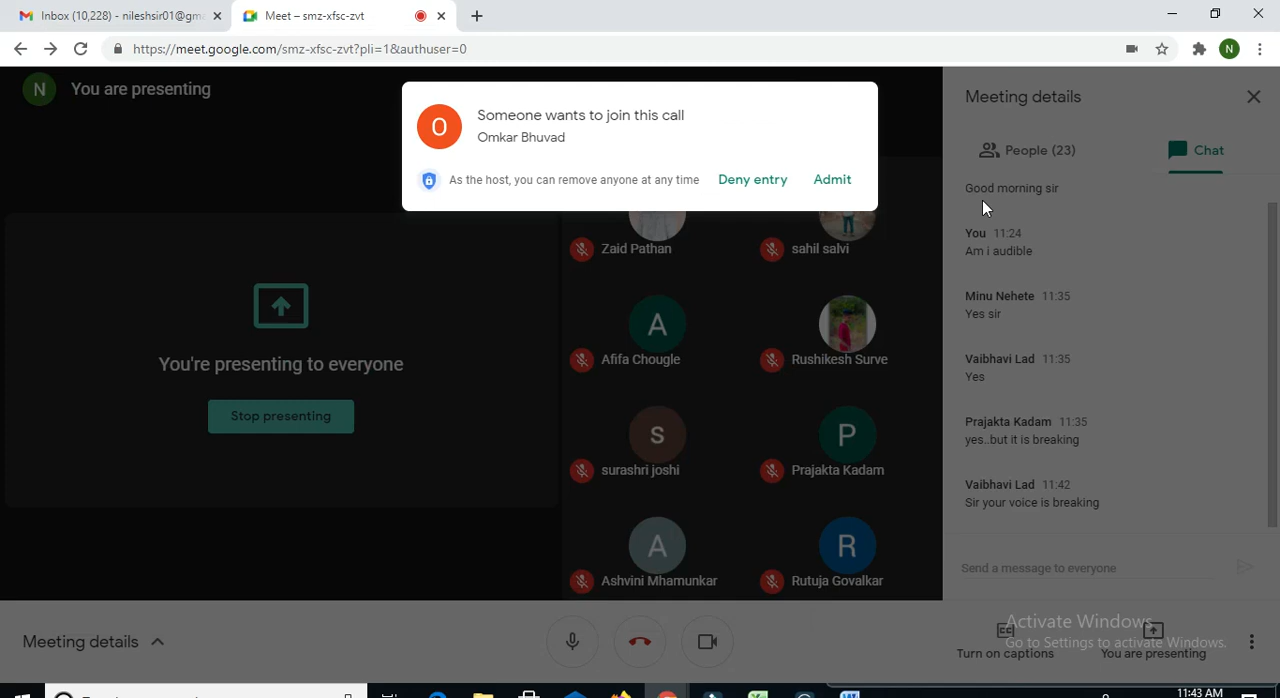 Inbox (10,228) - nileshsir01@gma
Meet – smz-xfsc-zvt
https://meet.google.com/smz-xfsc-zvt?pli=1&authuser=0
N
N
You are presenting
O
Someone wants to join this call
Omkar Bhuvad
As the host, you can remove anyone at any time
Deny entry
Admit
Meeting details
People (23)
Chat
Good morning sir
You 11:24
Am i audible
Minu Nehete 11:35
Yes sir
Vaibhavi Lad 11:35
Yes
Prajakta Kadam 11:35
yes..but it is breaking
Vaibhavi Lad 11:42
Sir your voice is breaking
Send a message to everyone
You're presenting to everyone
Stop presenting
Zaid Pathan
sahil salvi
A
Afifa Chougle
Rushikesh Surve
S
surashri joshi
P
Prajakta Kadam
A
Ashvini Mhamunkar
R
Rutuja Govalkar
Meeting details
Turn on captions
You are presenting
Activate Windows
Go to Settings to activate Windows.
11:43 AM